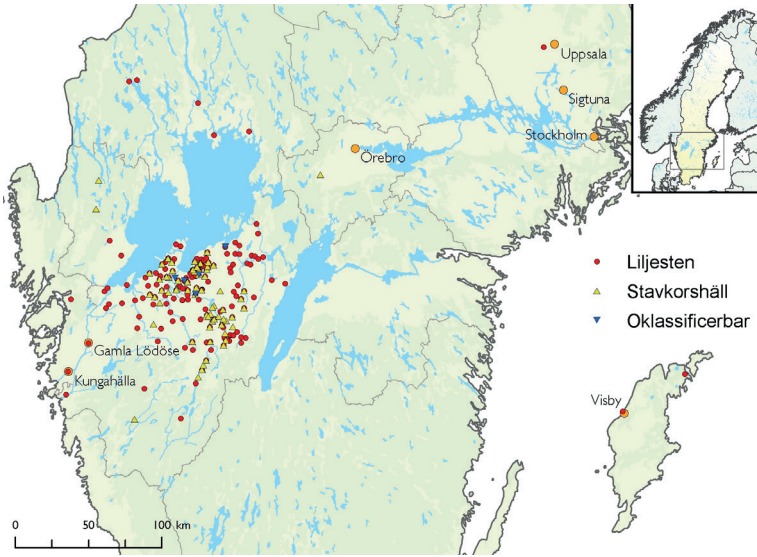 Uppsala
Sigtuna
Stockholm
Örebro
Liljesten
Stavkorshäll
Oklassificerbar
Gamla Lödöse
Kungahälla
Visby
0 50 100 km